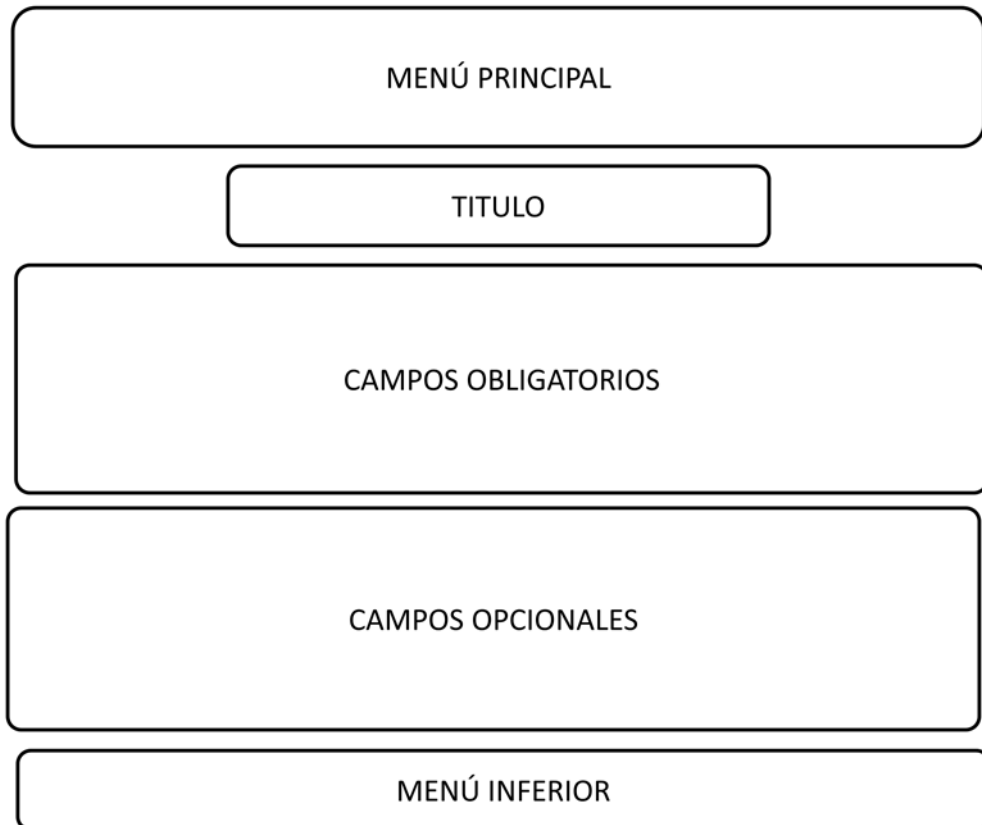 MENÚ PRINCIPAL
TITULO
CAMPOS OBLIGATORIOS
CAMPOS OPCIONALES
MENÚ INFERIOR